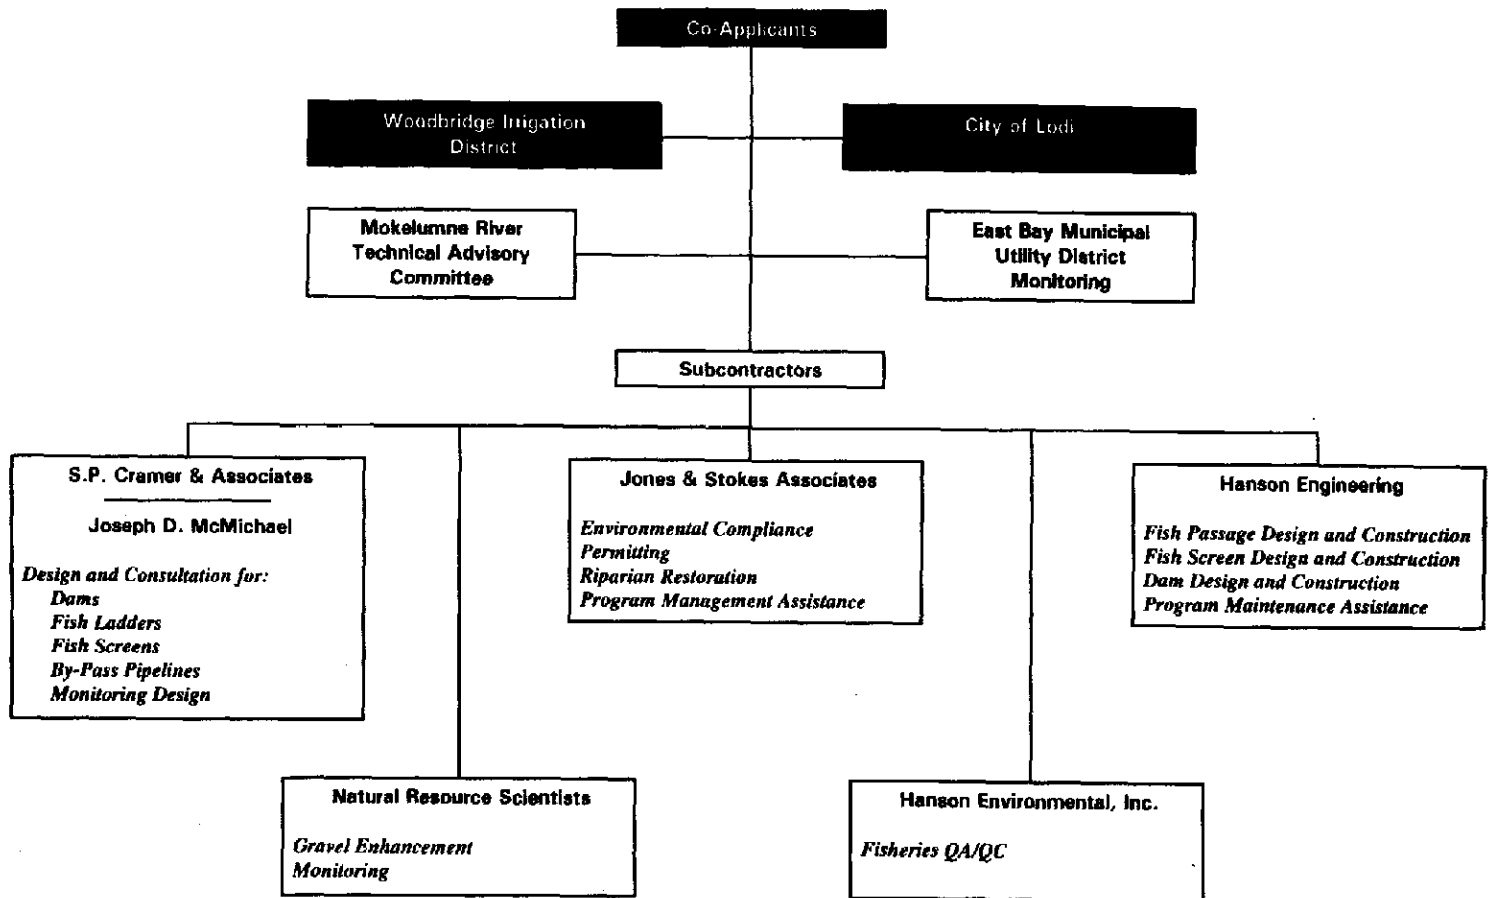 Co-Applicants
Woodbridge Irrigation
District
City of Lodi
Mokelumne River
Technical Advisory
Committee
East Bay Municipal
Utility District
Monitoring
Subcontractors
S.P. Cramer & Associates
Joseph D. McMichael
Design and Consultation for:
Dams
Fish Ladders
Fish Screens
By-Pass Pipelines
Monitoring Design
Jones & Stokes Associates
Environmental Compliance
Permitting
Riparian Restoration
Program Management Assistance
Hanson Engineering
Fish Passage Design and Construction
Fish Screen Design and Construction
Dam Design and Construction
Program Maintenance Assistance
Natural Resource Scientists
Gravel Enhancement
Monitoring
Hanson Environmental, Inc.
Fisheries QA/QC